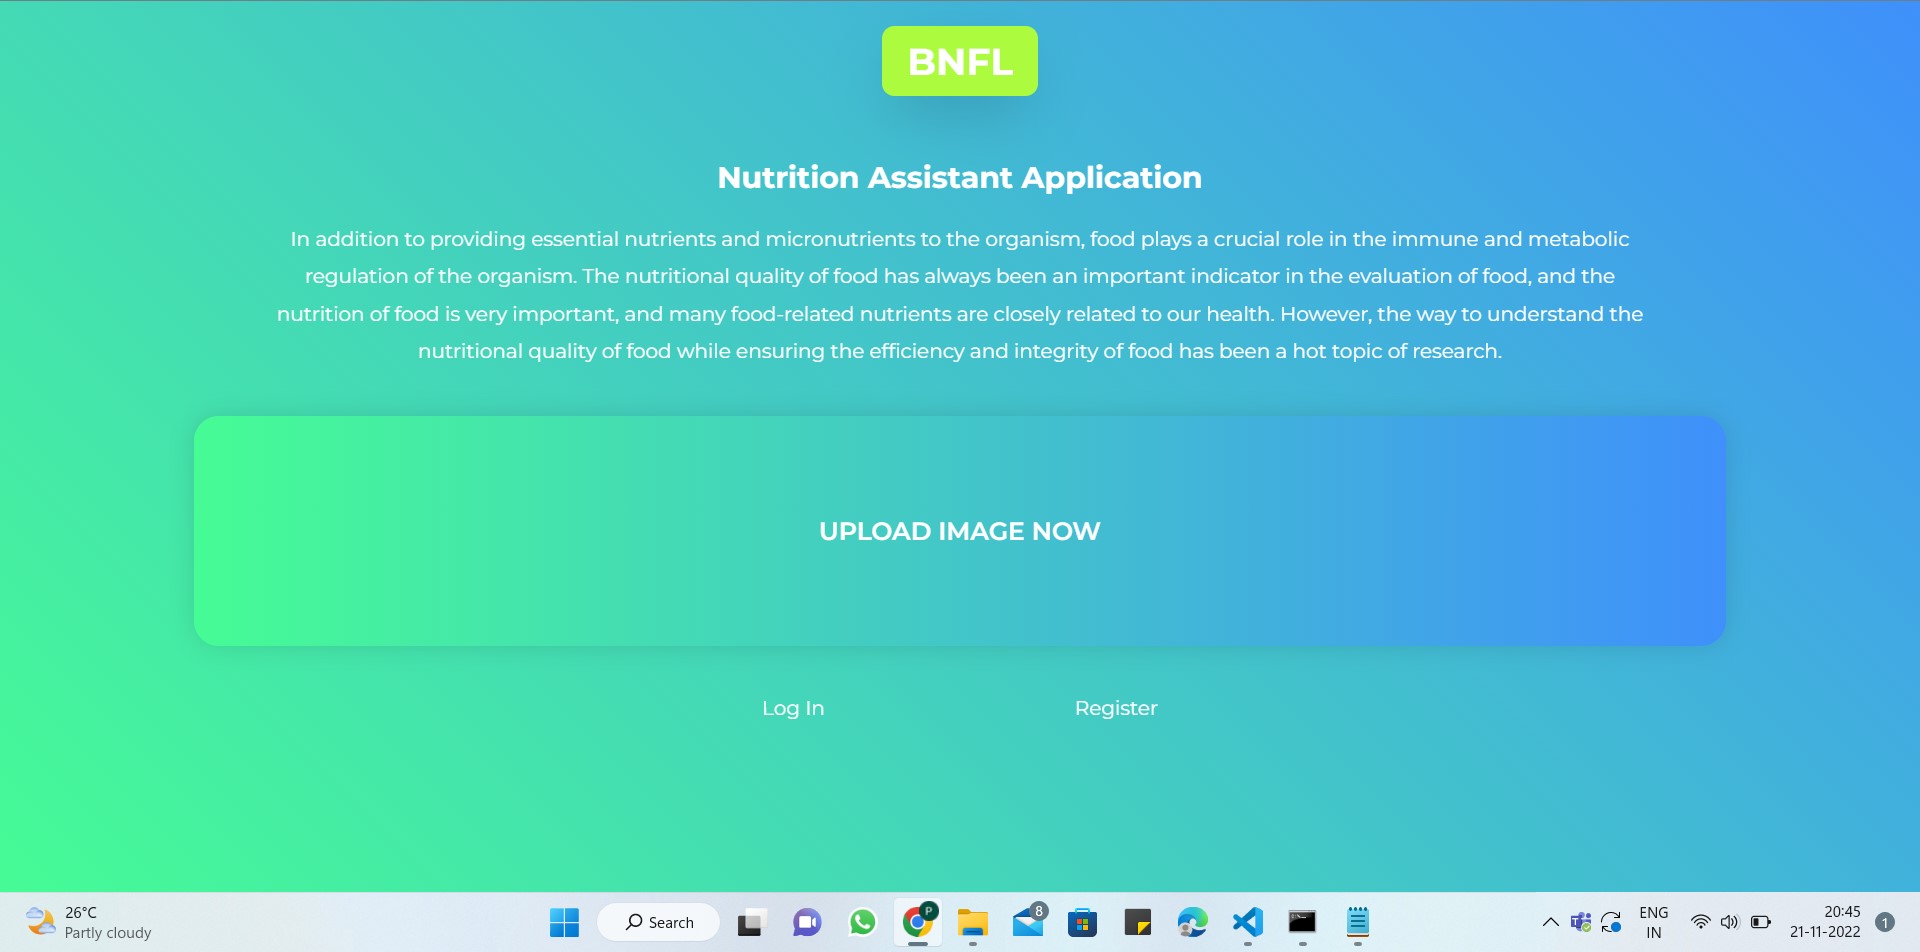 BNFL
Nutrition Assistant Application
In addition to providing essential nutrients and micronutrients to the organism, food plays a crucial role in the immune and metabolic
regulation of the organism. The nutritional quality of food has always been an important indicator in the evaluation of food, and the
nutrition of food is very important, and many food-related nutrients are closely related to our health. However, the way to understand the
nutritional quality of food while ensuring the efficiency and integrity of food has been a hot topic of research.
UPLOAD IMAGE NOW
Log In
Register
26°C
Partly cloudy
Search
P
8
ENG
IN
20:45
21-11-2022
1